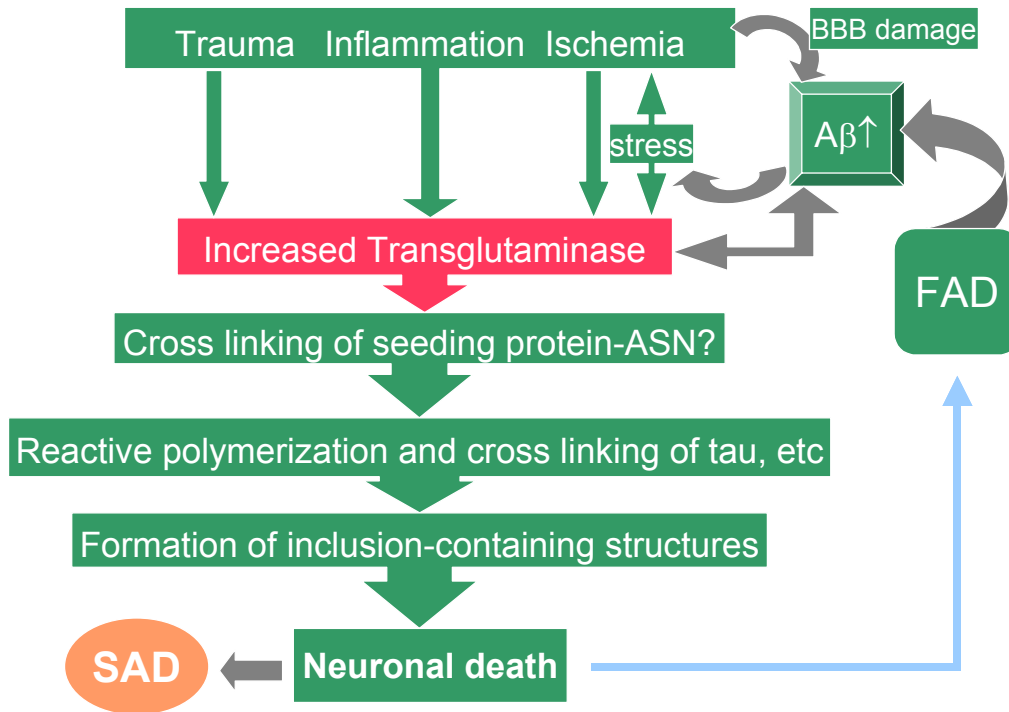 Trauma Inflammation Ischemia
BBB damage
Aβ↑
stress
Increased Transglutaminase
FAD
Cross linking of seeding protein-ASN?
Reactive polymerization and cross linking of tau, etc
Formation of inclusion-containing structures
SAD
Neuronal death